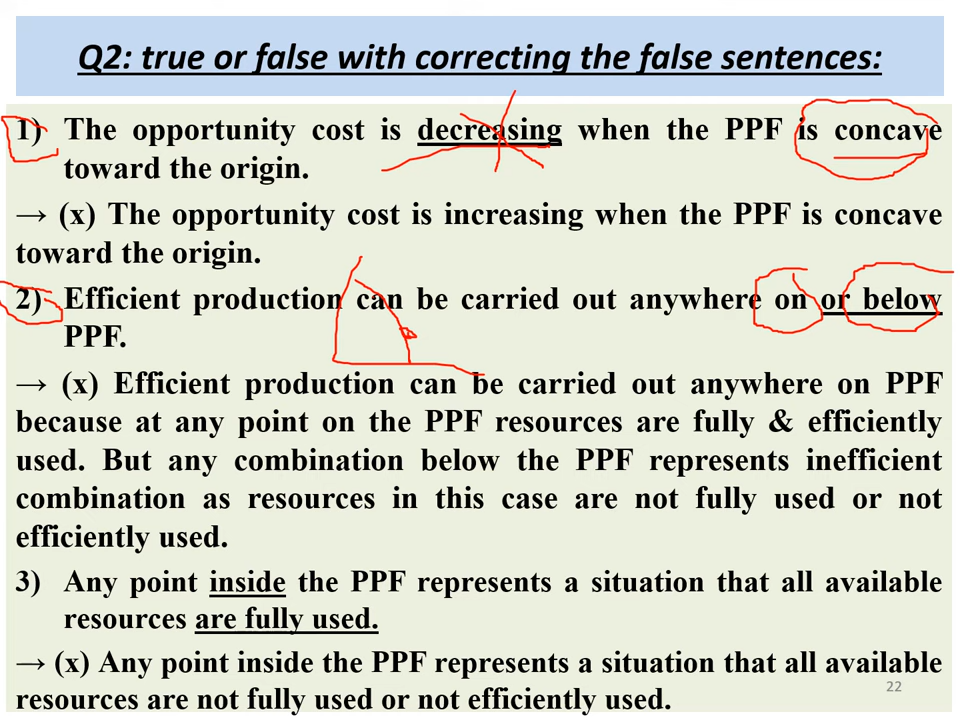 Q2: true or false with correcting the false sentences:
1) The opportunity cost is decreasing when the PPF is concave
toward the origin.
→ (x) The opportunity cost is increasing when the PPF is concave
toward the origin.
2) Efficient production can be carried out anywhere on or below
PPF.
→ (x) Efficient production can be carried out anywhere on PPF
because at any point on the PPF resources are fully & efficiently
used. But any combination below the PPF represents inefficient
combination as resources in this case are not fully used or not
efficiently used.
3) Any point inside the PPF represents a situation that all available
resources are fully used.
→ (x) Any point inside the PPF represents a situation that all available
resources are not fully used or not efficiently used.
22